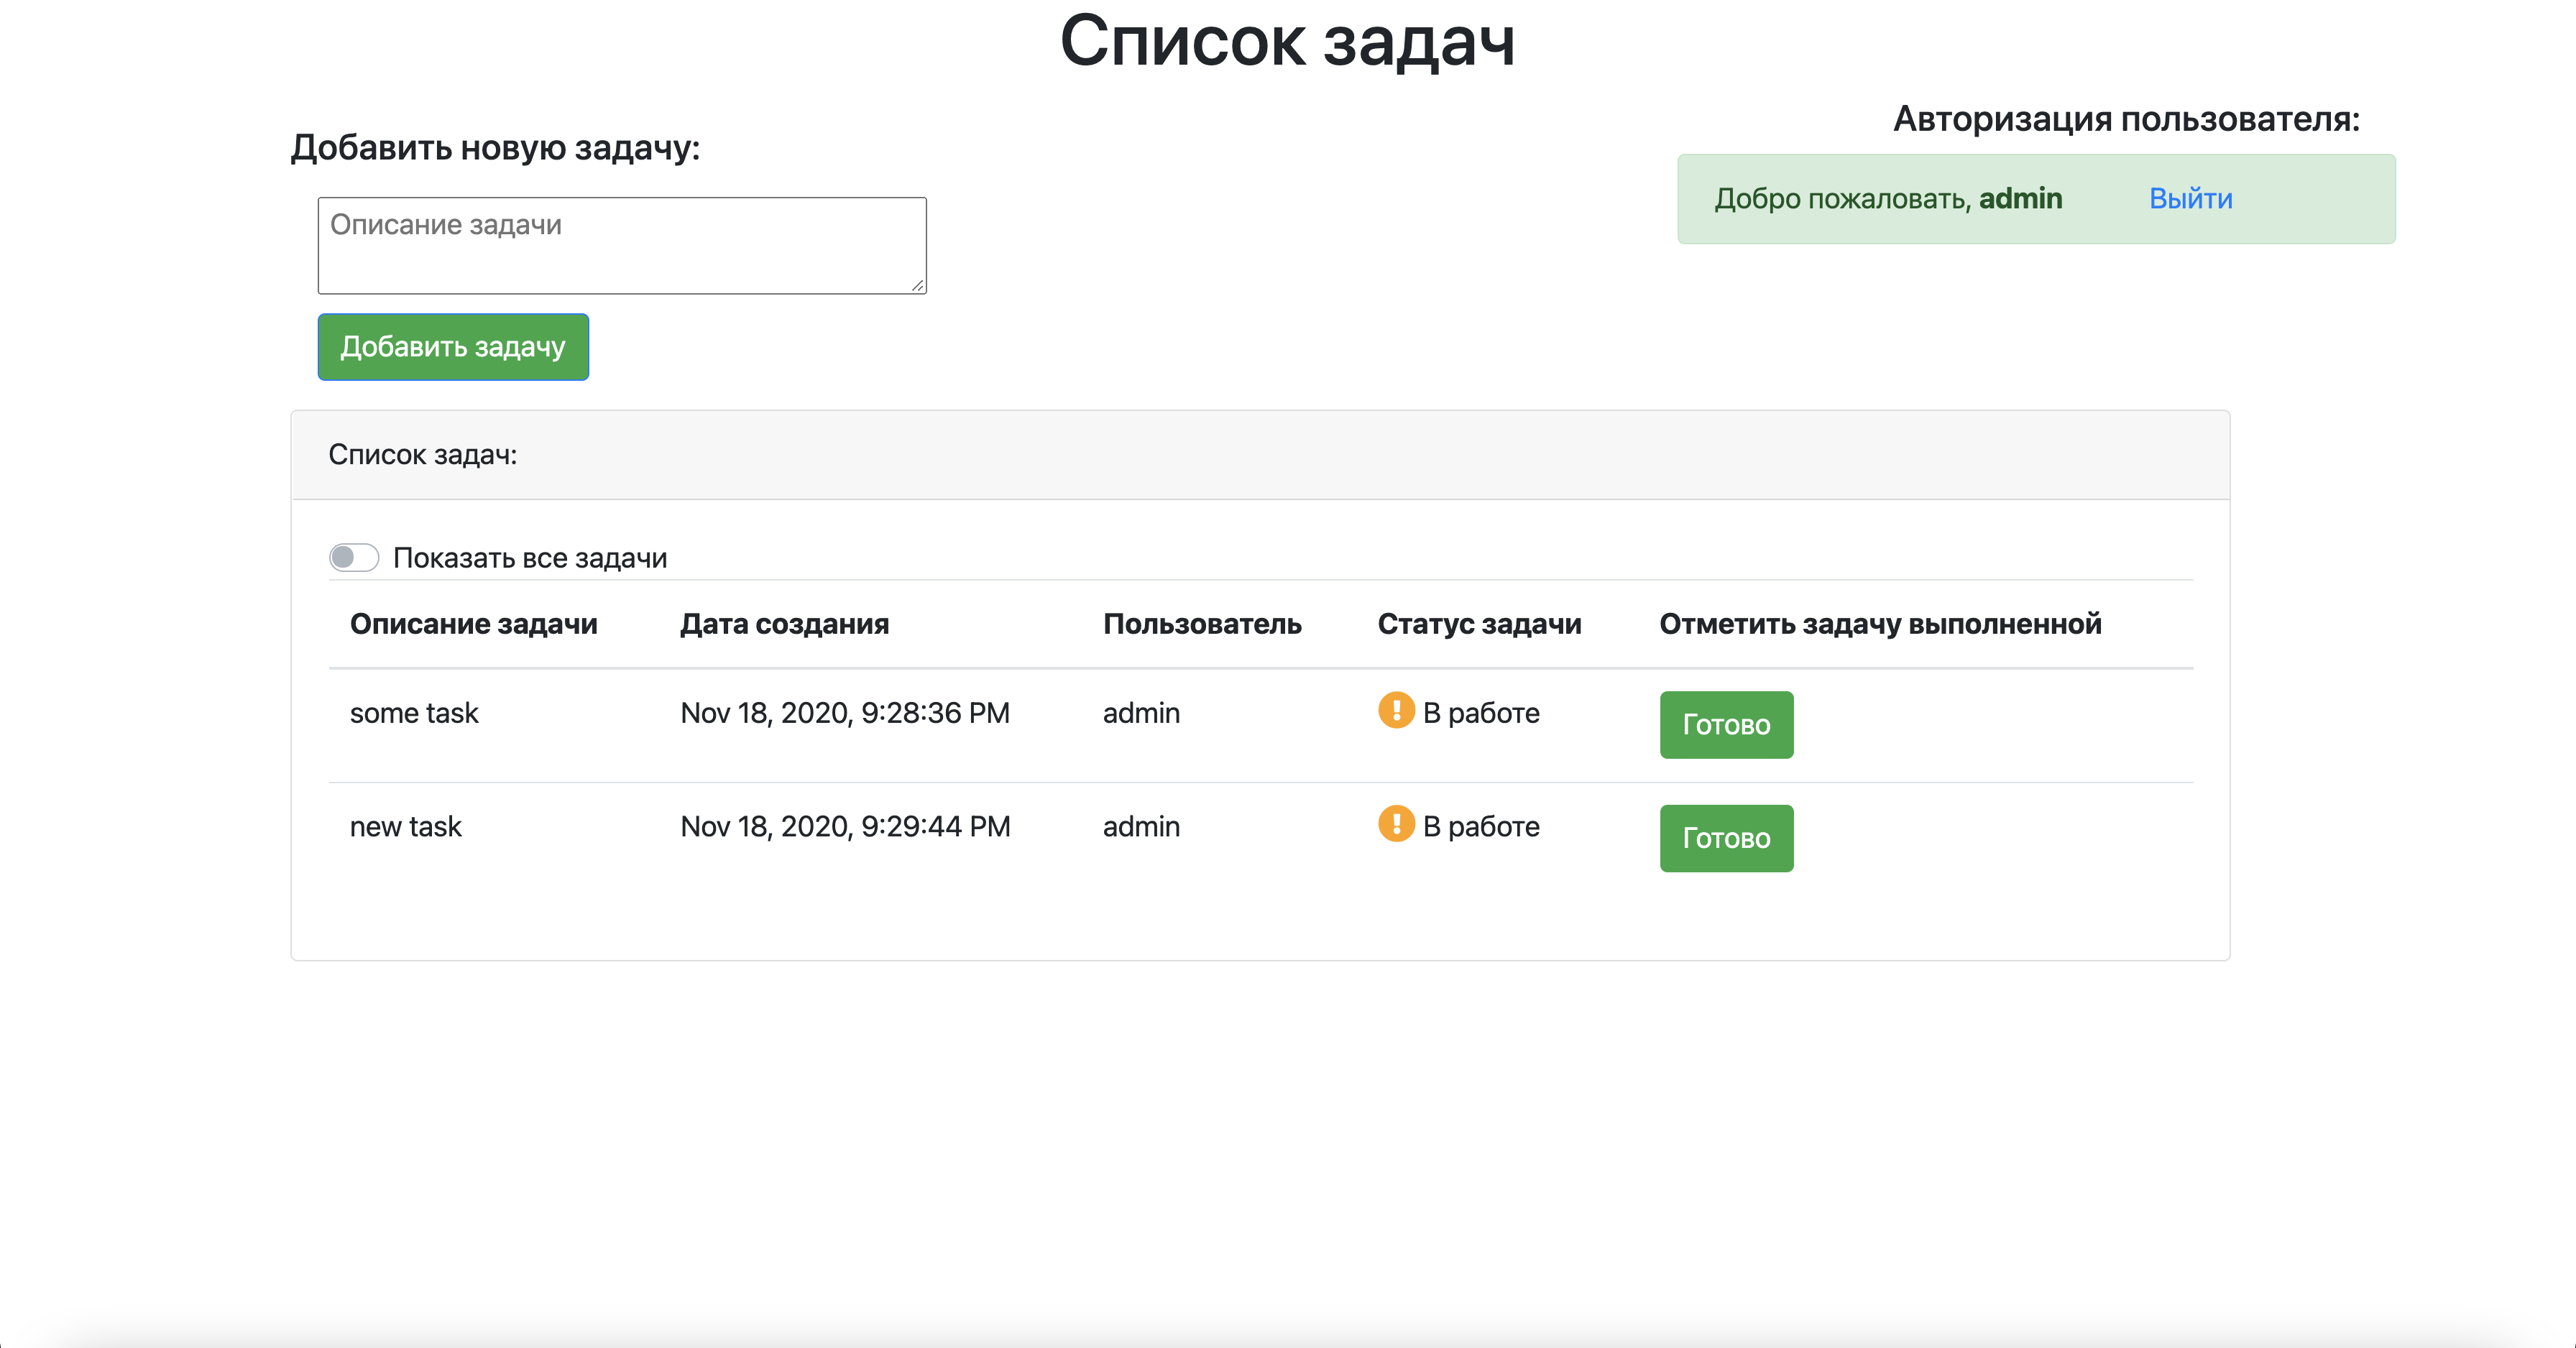 Список задач
Авторизация пользователя:
Добавить новую задачу:
Добро пожаловать, admin Выйти
Описание задачи
Добавить задачу
Список задач:
Показать все задачи
Описание задачи Дата создания Пользователь Статус задачи Отметить задачу выполненной
some task Nov 18, 2020, 9:28:36 PM admin В работе Готово
new task Nov 18, 2020, 9:29:44 PM admin В работе Готово